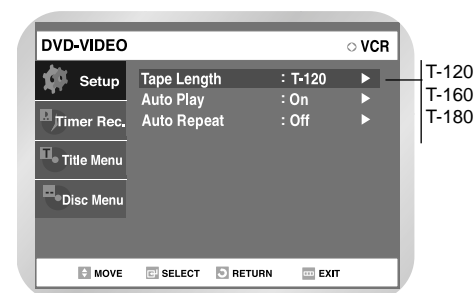 DVD-VIDEO VCR
Setup
Tape Length : T-120
Auto Play : On
Auto Repeat : Off
Timer Rec.
Title Menu
Disc Menu
MOVE SELECT RETURN EXIT
T-120
T-160
T-180